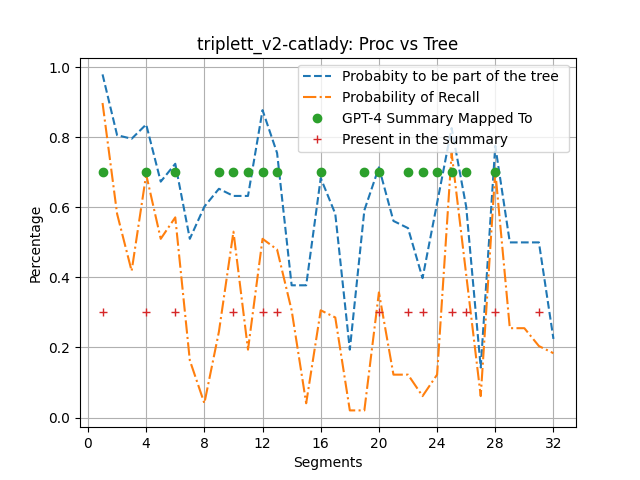 triplett_v2-catlady: Proc vs Tree
Probabity to be part of the tree
Probability of Recall
GPT-4 Summary Mapped To
Present in the summary
Percentage
1.0
0.8
0.6
0.4
0.2
0.0
0 4 8 12 16 20 24 28 32
Segments